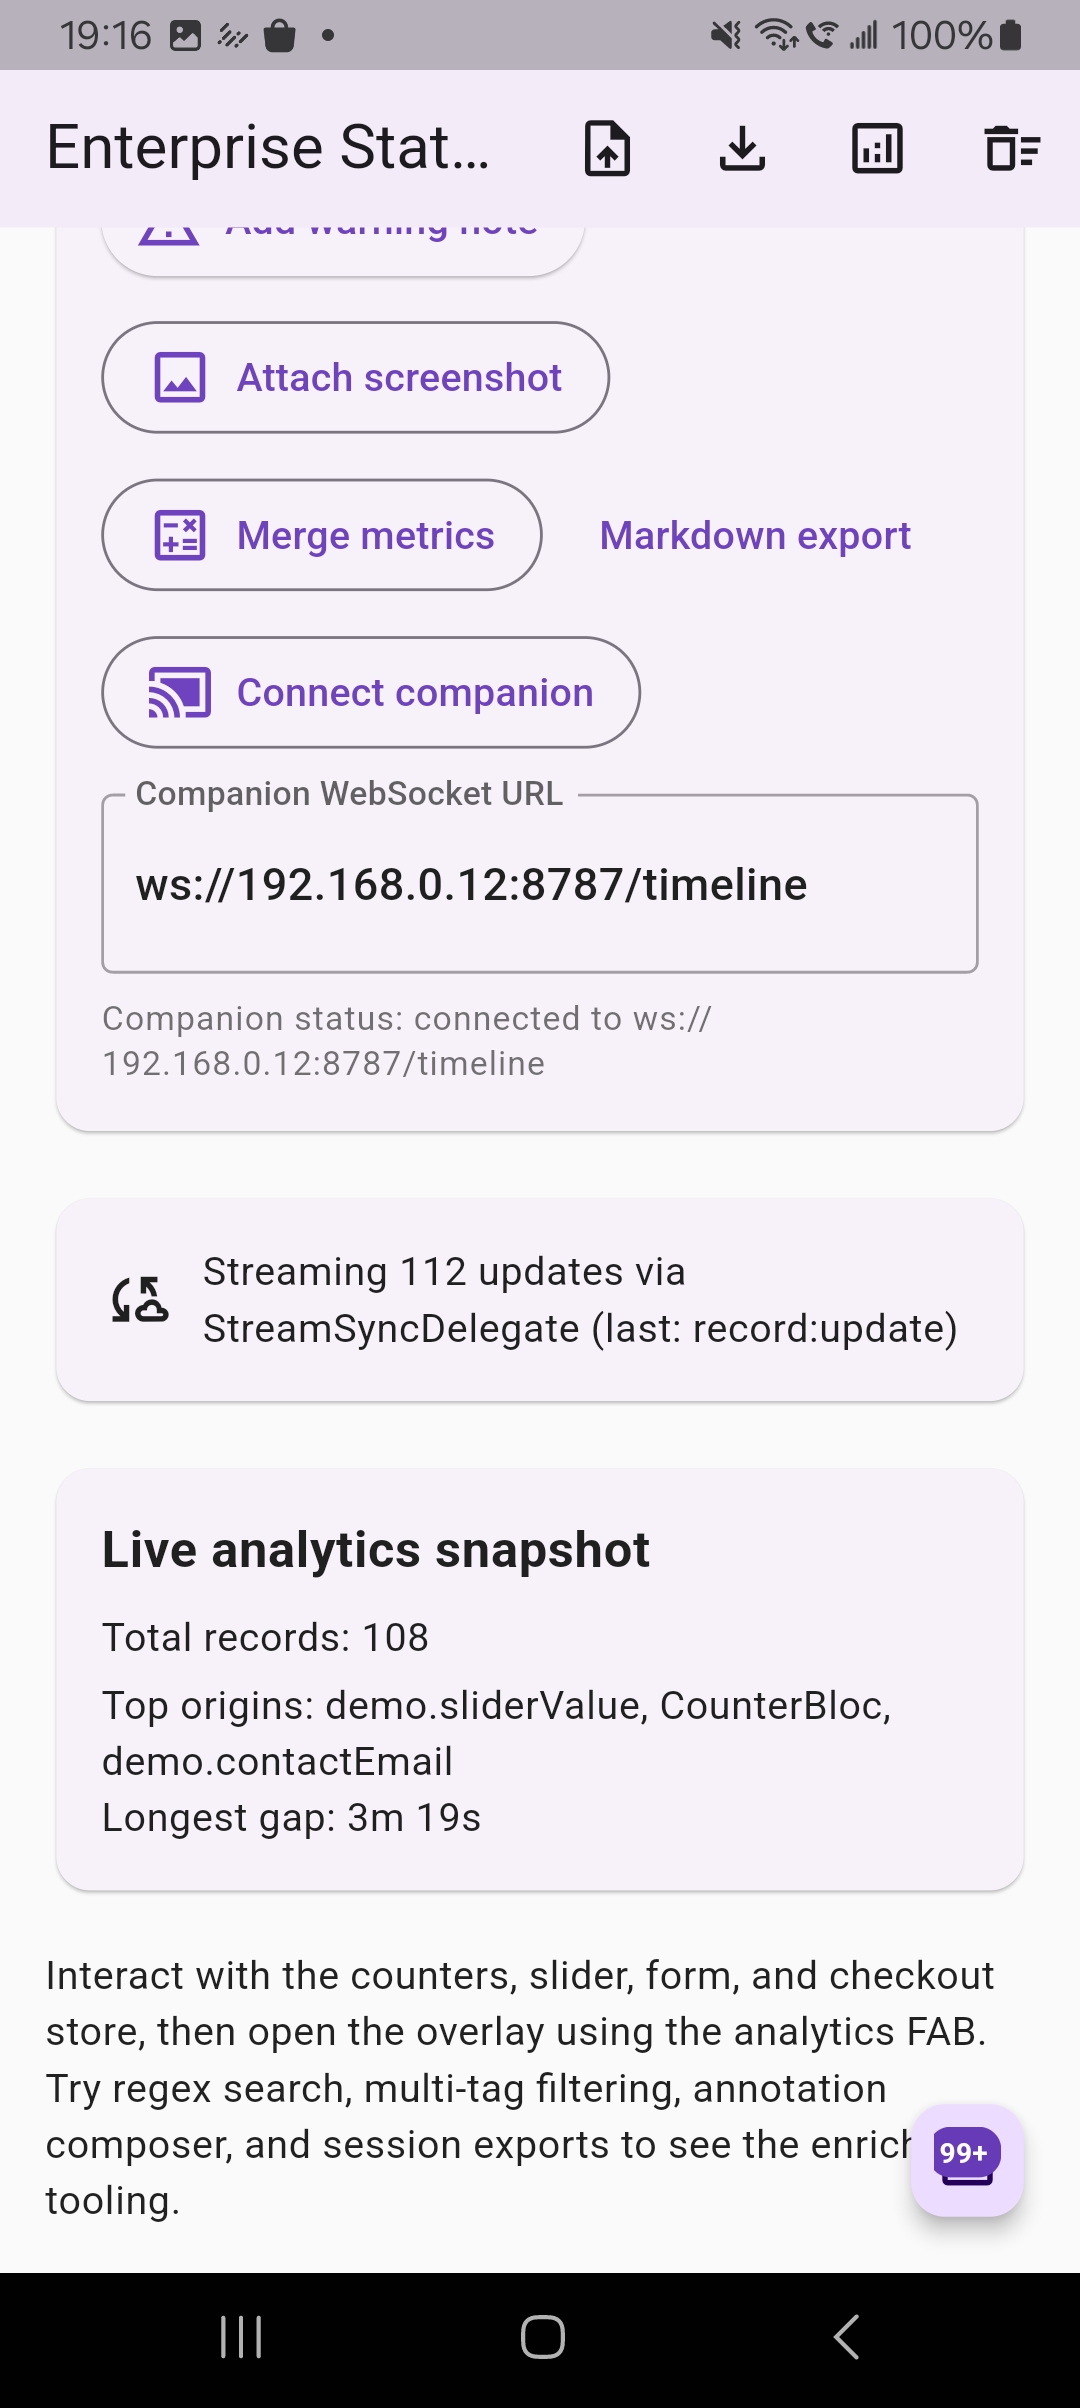 19:16
100%
Enterprise Stat...
Add warning note
Attach screenshot
Merge metrics
Markdown export
Connect companion
Companion WebSocket URL
ws://192.168.0.12:8787/timeline
Companion status: connected to ws://
192.168.0.12:8787/timeline
Streaming 112 updates via
StreamSyncDelegate (last: record:update)
Live analytics snapshot
Total records: 108
Top origins: demo.sliderValue, CounterBloc,
demo.contactEmail
Longest gap: 3m 19s
Interact with the counters, slider, form, and checkout
store, then open the overlay using the analytics FAB.
Try regex search, multi-tag filtering, annotation
composer, and session exports to see the enrich
tooling.
99+